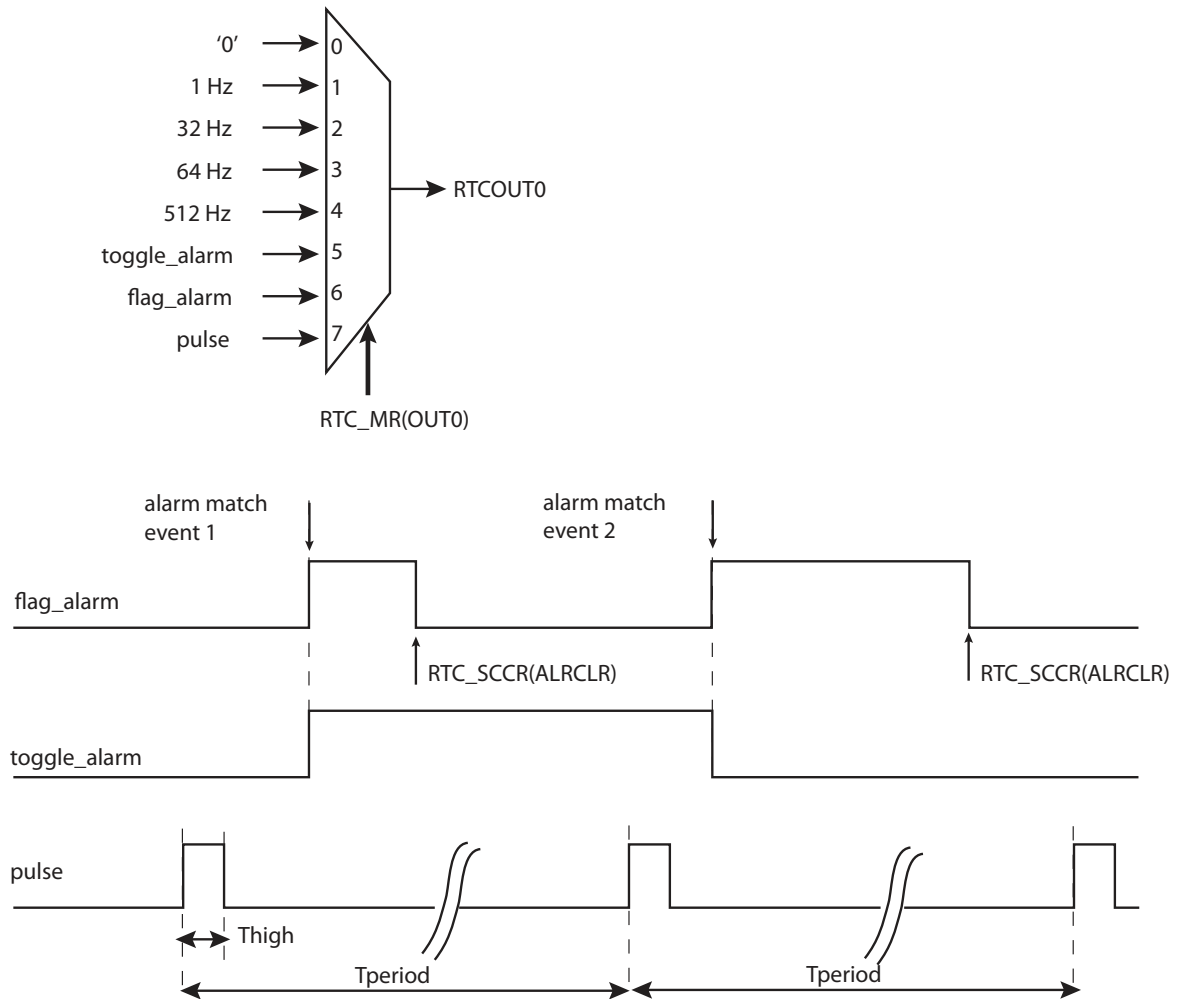 '0'
0
1 Hz
1
32 Hz
2
64 Hz
3
RTCOUT0
512 Hz
4
toggle_alarm
5
flag_alarm
6
pulse
7
RTC_MR(OUT0)
alarm match
event 1
alarm match
event 2
flag_alarm
RTC_SCCR(ALRCLR)
RTC_SCCR(ALRCLR)
toggle_alarm
pulse
Thigh
Tperiod
Tperiod